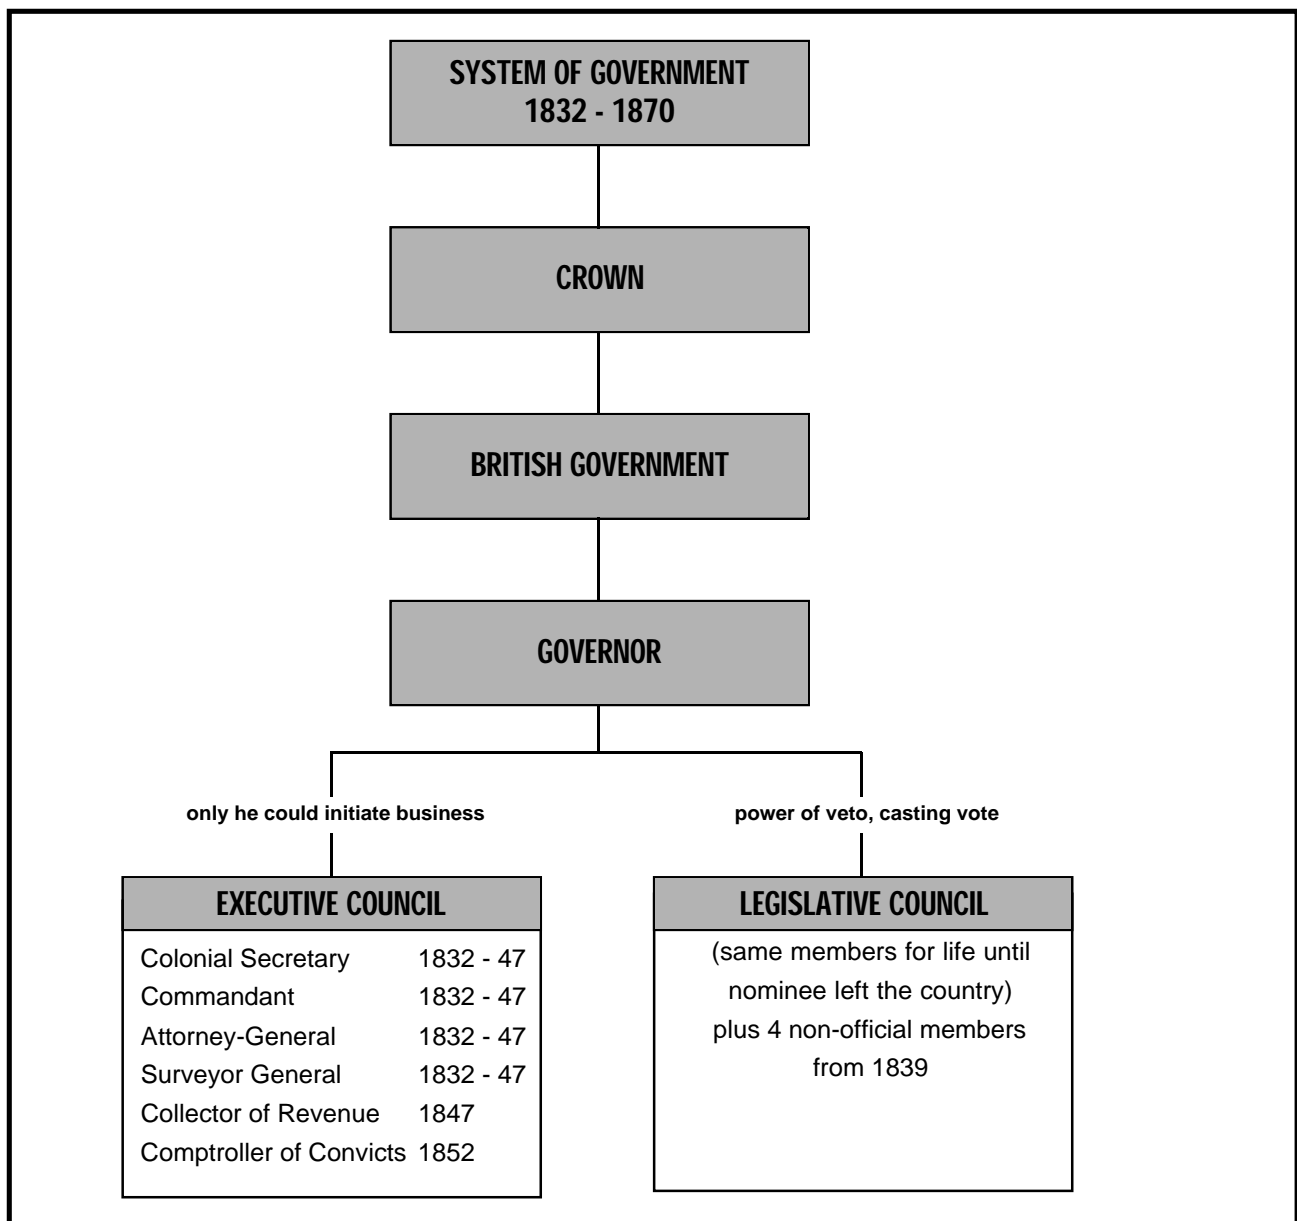 SYSTEM OF GOVERNMENT
1832 - 1870
CROWN
BRITISH GOVERNMENT
GOVERNOR
only he could initiate business
power of veto, casting vote
EXECUTIVE COUNCIL
Colonial Secretary 1832 - 47
Commandant 1832 - 47
Attorney-General 1832 - 47
Surveyor General 1832 - 47
Collector of Revenue 1847
Comptroller of Convicts 1852
LEGISLATIVE COUNCIL
(same members for life until
nominee left the country)
plus 4 non-official members
from 1839